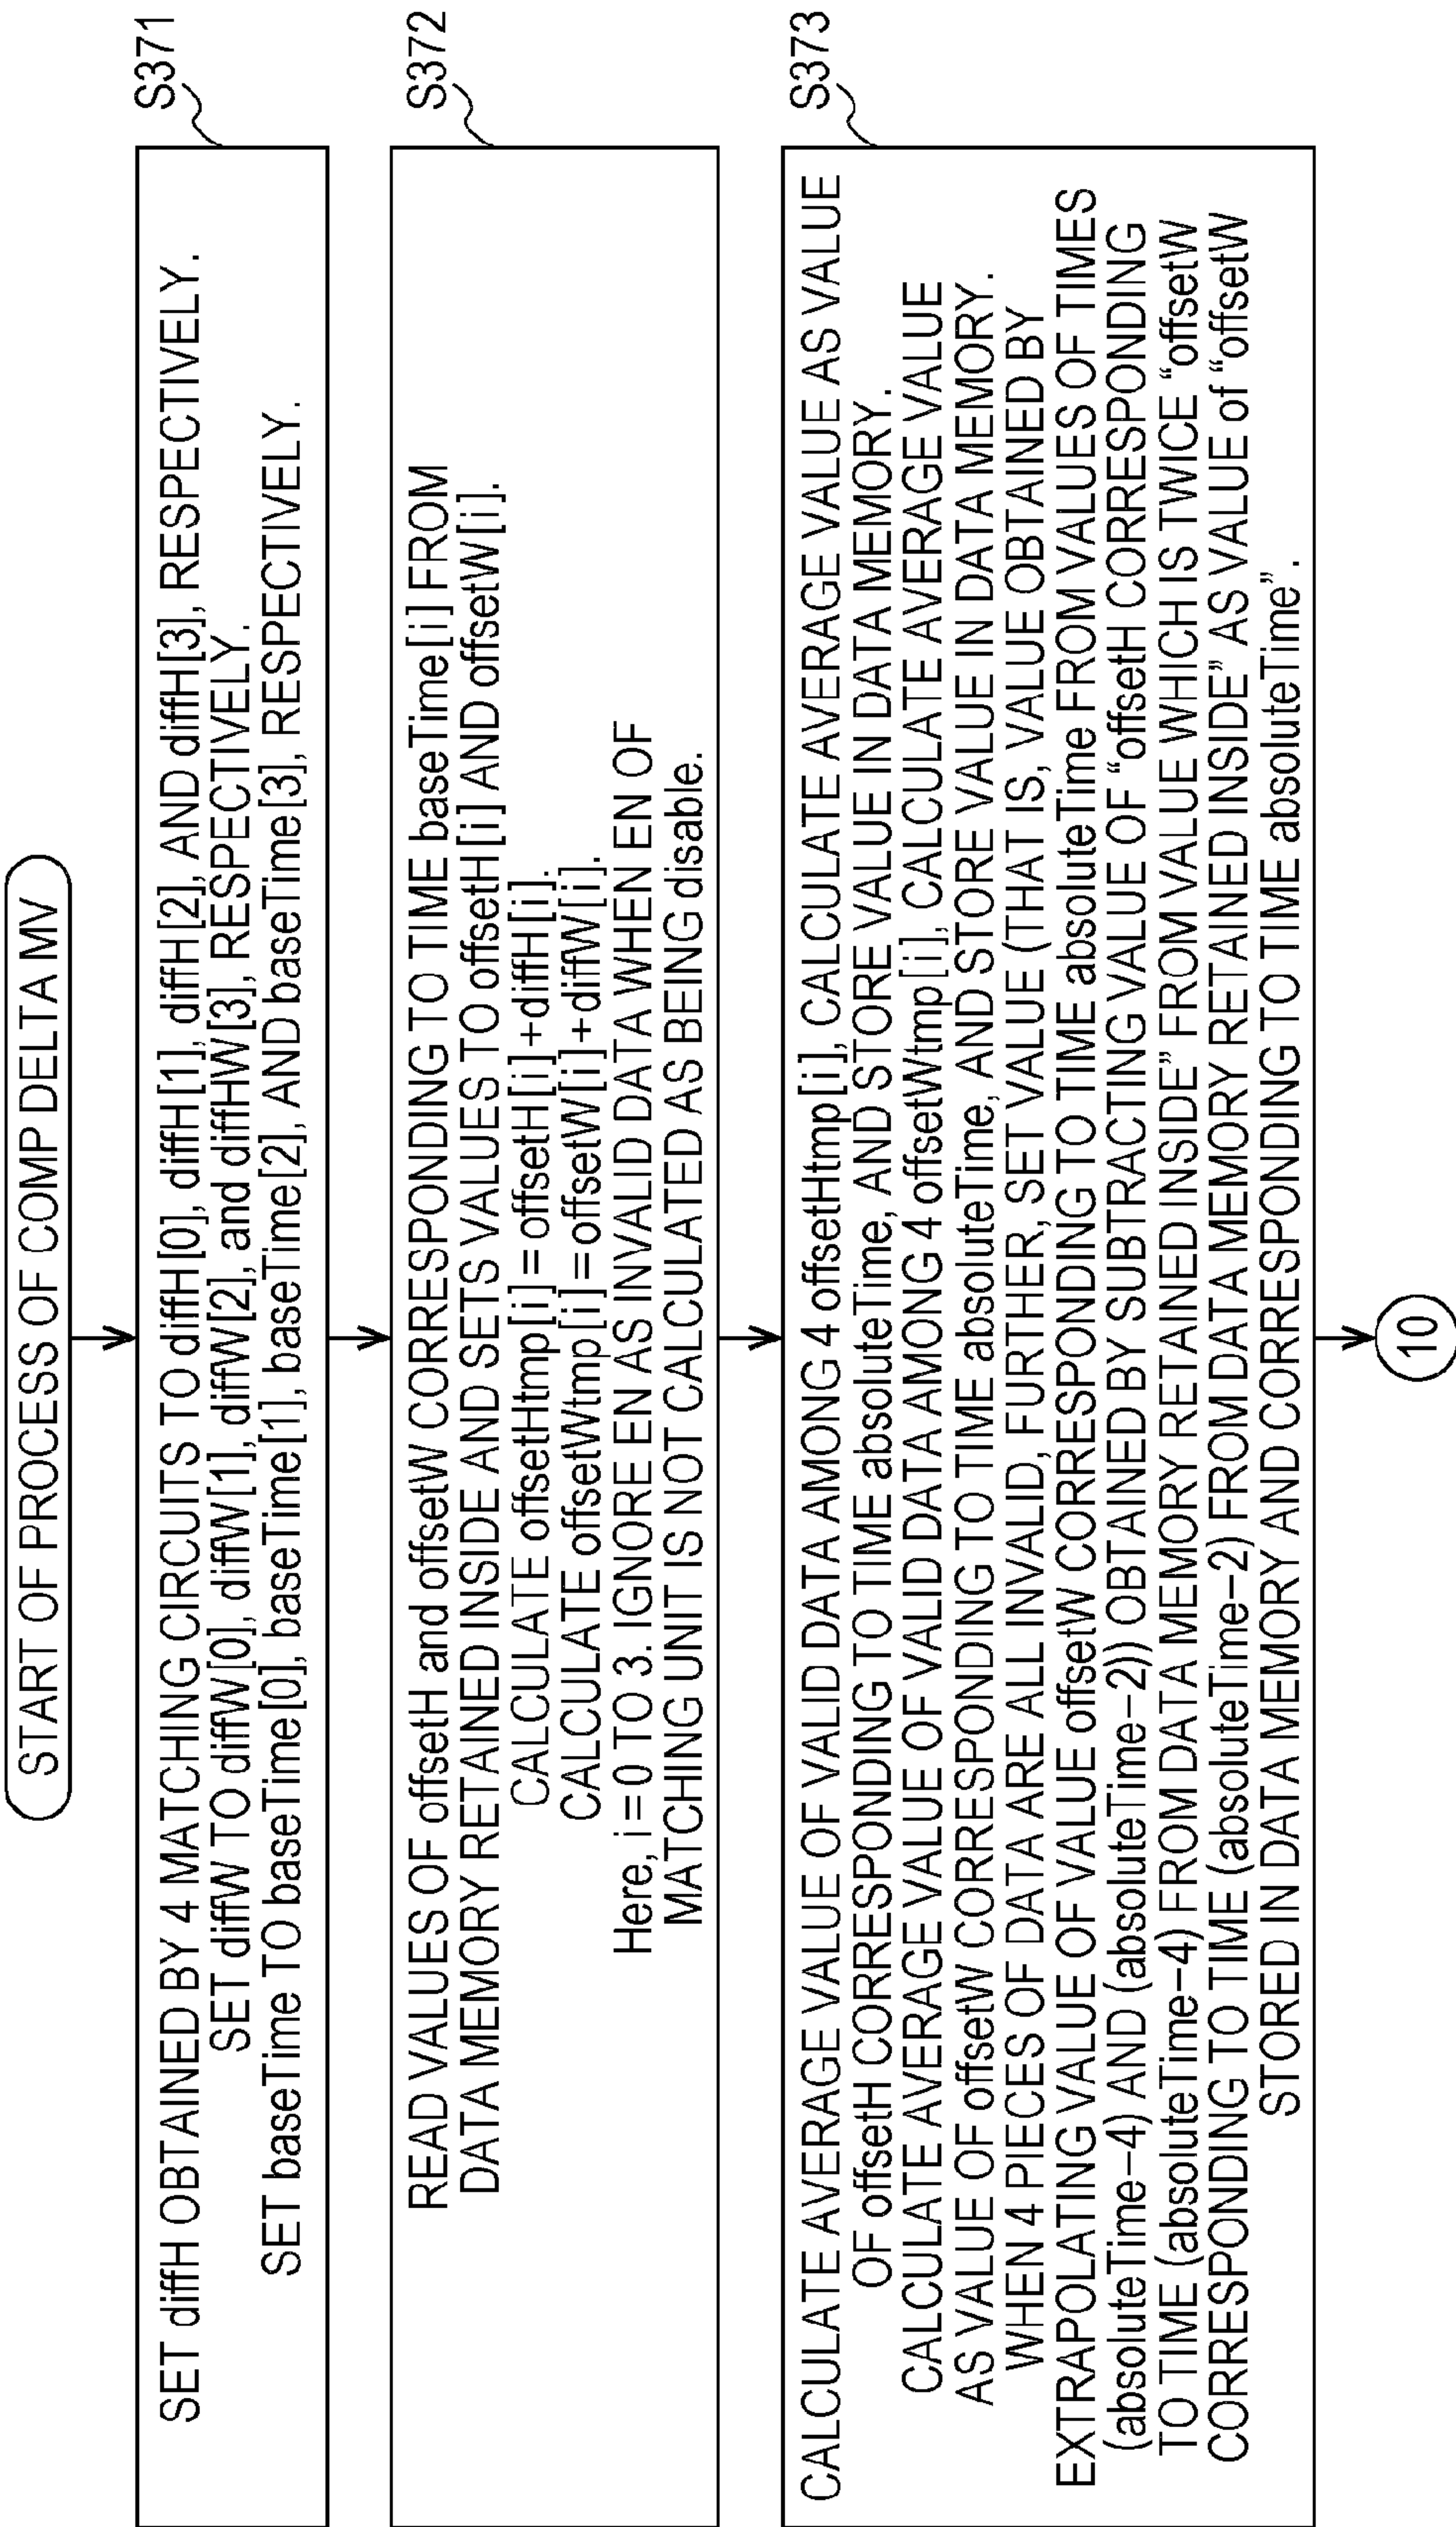 START OF PROCESS OF COMP DELTA MV
S371
SET diffH OBTAINED BY 4 MATCHING CIRCUITS TO diffH[0], diffH[1], diffH[2], AND diffH[3], RESPECTIVELY.
SET diffW TO diffW[0], diffW[1], diffW[2], and diffHW[3], RESPECTIVELY.
SET baseTime TO baseTime[0], baseTime[1], baseTime[2], AND baseTime[3], RESPECTIVELY.
S372
READ VALUES OF offsetH and offsetW CORRESPONDING TO TIME baseTime[i] FROM
DATA MEMORY RETAINED INSIDE AND SETS VALUES TO offsetH[i] AND offsetW[i].
CALCULATE offsetHtmp[i]=offsetH[i]+diffH[i].
CALCULATE offsetWtmp[i]=offsetW[i]+diffW[i].
Here, i=0 TO 3. IGNORE EN AS INVALID DATA WHEN EN OF
MATCHING UNIT IS NOT CALCULATED AS BEING disable.
S373
CALCULATE AVERAGE VALUE OF VALID DATA AMONG 4 offsetHtmp[i], CALCULATE AVERAGE VALUE AS VALUE
OF offsetH CORRESPONDING TO TIME absoluteTime, AND STORE VALUE IN DATA MEMORY.
CALCULATE AVERAGE VALUE OF VALID DATA AMONG 4 offsetWtmp[i], CALCULATE AVERAGE VALUE
AS VALUE OF offsetW CORRESPONDING TO TIME absoluteTime, AND STORE VALUE IN DATA MEMORY.
WHEN 4 PIECES OF DATA ARE ALL INVALID, FURTHER, SET VALUE (THAT IS, VALUE OBTAINED BY
EXTRAPOLATING VALUE OF VALUE offsetW CORRESPONDING TO TIME absoluteTime FROM VALUES OF TIMES
(absoluteTime-4) AND (absoluteTime-2)) OBTAINED BY SUBTRACTING VALUE OF “offsetH CORRESPONDING
TO TIME (absoluteTime-4) FROM DATA MEMORY RETAINED INSIDE” FROM VALUE WHICH IS TWICE “offsetW
CORRESPONDING TO TIME (absoluteTime-2) FROM DATA MEMORY RETAINED INSIDE” AS VALUE of “offsetW
STORED IN DATA MEMORY AND CORRESPONDING TO TIME absoluteTime”.
10